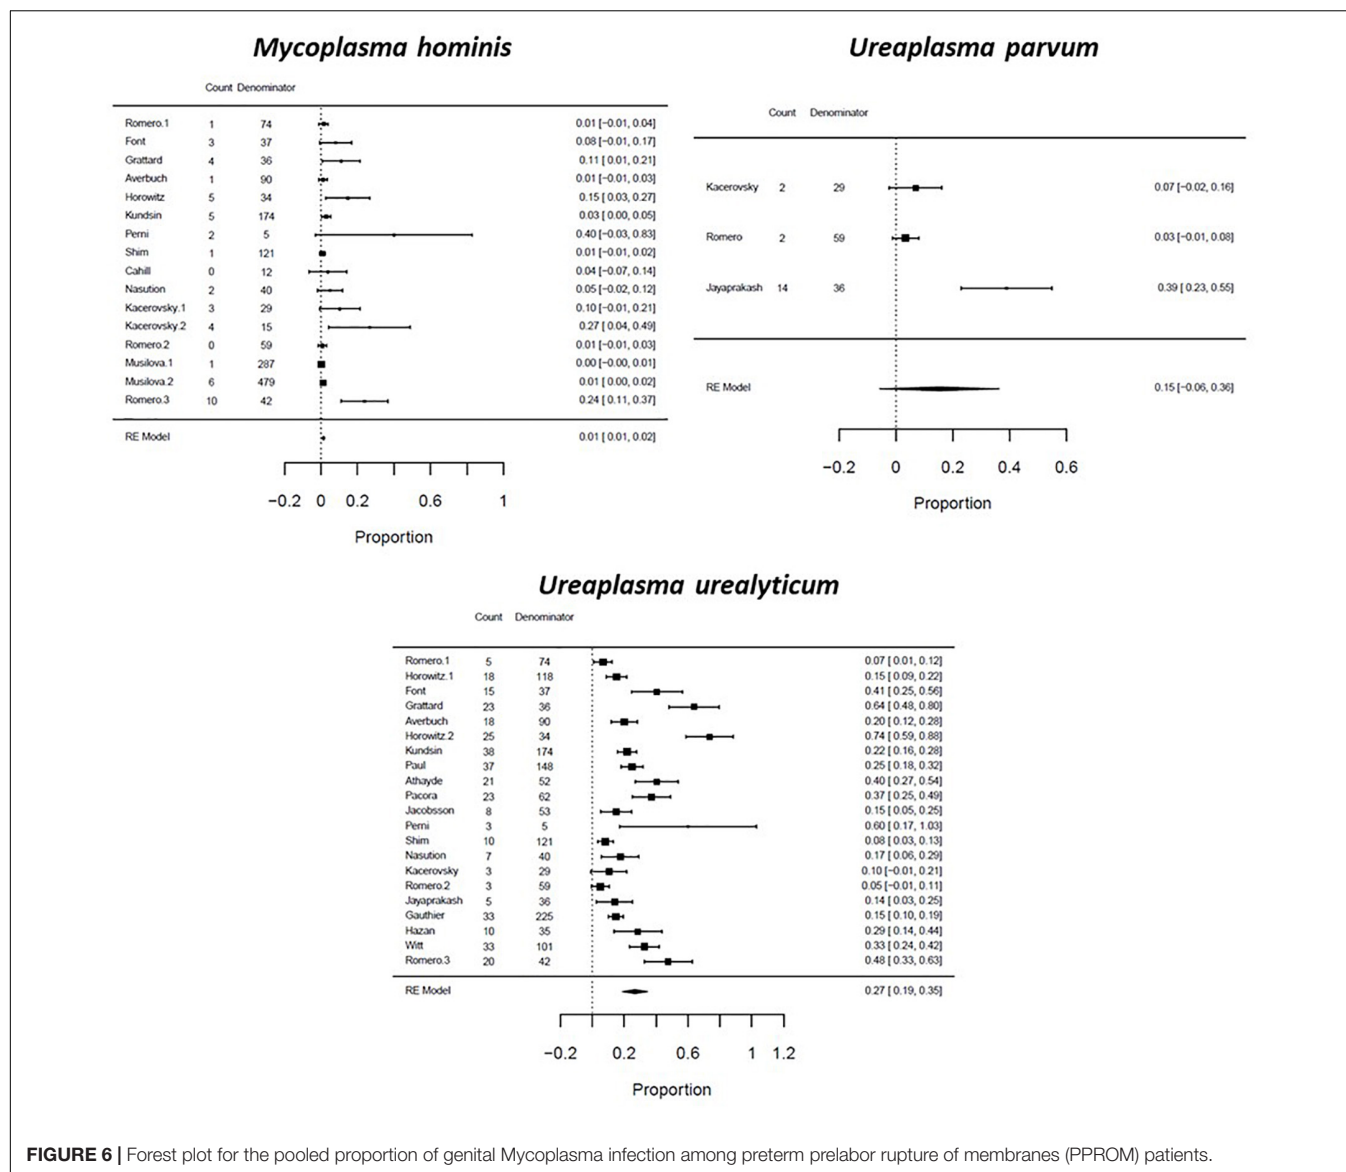 Mycoplasma hominis
Count Denominator
Romero.1 1 74 0.01 [−0.01, 0.04]
Font 3 37 0.08 [−0.01, 0.17]
Grattard 4 36 0.11 [ 0.01, 0.21]
Averbuch 1 90 0.01 [−0.01, 0.03]
Horowitz 5 34 0.15 [ 0.03, 0.27]
Kundsin 5 174 0.03 [ 0.00, 0.05]
Perni 2 5 0.40 [−0.03, 0.83]
Shim 1 121 0.01 [−0.01, 0.02]
Cahill 0 12 0.04 [−0.07, 0.14]
Nasution 2 40 0.05 [−0.02, 0.12]
Kacerovsky.1 3 29 0.10 [−0.01, 0.21]
Kacerovsky.2 4 15 0.27 [ 0.04, 0.49]
Romero.2 0 59 0.01 [−0.01, 0.03]
Musilova.1 1 287 0.00 [−0.00, 0.01]
Musilova.2 6 479 0.01 [ 0.00, 0.02]
Romero.3 10 42 0.24 [ 0.11, 0.37]
RE Model 0.01 [ 0.01, 0.02]
−0.2 0 0.2 0.6 1
Proportion
Ureaplasma parvum
Count Denominator
Kacerovsky 2 29 0.07 [−0.02, 0.16]
Romero 2 59 0.03 [−0.01, 0.08]
Jayaprakash 14 36 0.39 [ 0.23, 0.55]
RE Model 0.15 [−0.06, 0.36]
−0.2 0 0.2 0.4 0.6
Proportion
Ureaplasma urealyticum
Count Denominator
Romero.1 5 74 0.07 [ 0.01, 0.12]
Horowitz.1 18 118 0.15 [ 0.09, 0.22]
Font 15 37 0.41 [ 0.25, 0.56]
Grattard 23 36 0.64 [ 0.48, 0.80]
Averbuch 18 90 0.20 [ 0.12, 0.28]
Horowitz.2 25 34 0.74 [ 0.59, 0.88]
Kundsin 38 174 0.22 [ 0.16, 0.28]
Paul 37 148 0.25 [ 0.18, 0.32]
Athayde 21 52 0.40 [ 0.27, 0.54]
Pacora 23 62 0.37 [ 0.25, 0.49]
Jacobsson 8 53 0.15 [ 0.05, 0.25]
Perni 3 5 0.60 [ 0.17, 1.03]
Shim 10 121 0.08 [ 0.03, 0.13]
Nasution 7 40 0.17 [ 0.06, 0.29]
Kacerovsky 3 29 0.10 [−0.01, 0.21]
Romero.2 3 59 0.05 [−0.01, 0.11]
Jayaprakash 5 36 0.14 [ 0.03, 0.25]
Gauthier 33 225 0.15 [ 0.10, 0.19]
Hazan 10 35 0.29 [ 0.14, 0.44]
Witt 33 101 0.33 [ 0.24, 0.42]
Romero.3 20 42 0.48 [ 0.33, 0.63]
RE Model 0.27 [ 0.19, 0.35]
−0.2 0.2 0.6 1 1.2
Proportion
FIGURE 6 | Forest plot for the pooled proportion of genital Mycoplasma infection among preterm prelabor rupture of membranes (PPROM) patients.